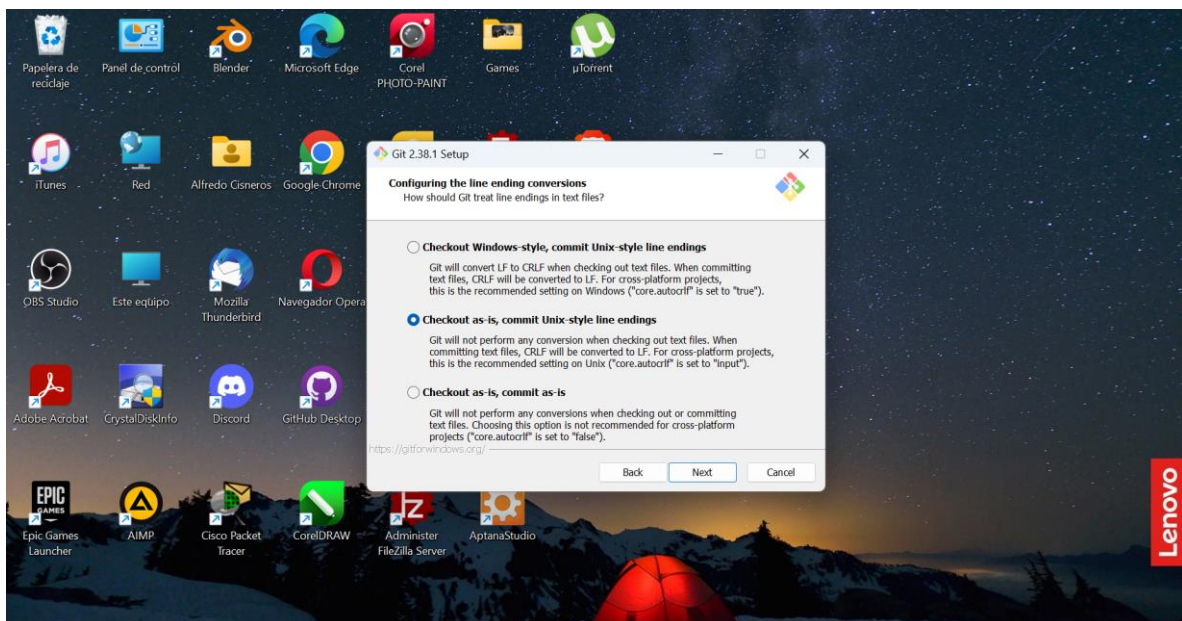 Papelera de
reciclaje
Panel de control
Blender
Microsoft Edge
Corel
PHOTO-PAINT
Games
µTorrent
iTunes
Red
Alfredo Cisneros
Google Chrome
Git 2.38.1 Setup
Configuring the line ending conversions
How should Git treat line endings in text files?
Checkout Windows-style, commit Unix-style line endings
Git will convert LF to CRLF when checking out text files. When committing
text files, CRLF will be converted to LF. For cross-platform projects,
this is the recommended setting on Windows ("core.autocrlf" is set to "true").
Checkout as-is, commit Unix-style line endings
Git will not perform any conversion when checking out text files. When
committing text files, CRLF will be converted to LF. For cross-platform projects,
this is the recommended setting on Unix ("core.autocrlf" is set to "input").
Checkout as-is, commit as-is
Git will not perform any conversions when checking out or committing
text files. Choosing this option is not recommended for cross-platform
projects ("core.autocrlf" is set to "false").
https://gitforwindows.org/
Back
Next
Cancel
OBS Studio
Este equipo
Mozilla
Thunderbird
Navegador Opera
Adobe Acrobat
CrystalDiskInfo
Discord
GitHub Desktop
EPIC
GAMES
Epic Games
Launcher
AIMP
Cisco Packet
Tracer
CorelDRAW
FZ
Administer
FileZilla Server
AptanaStudio
Lenovo